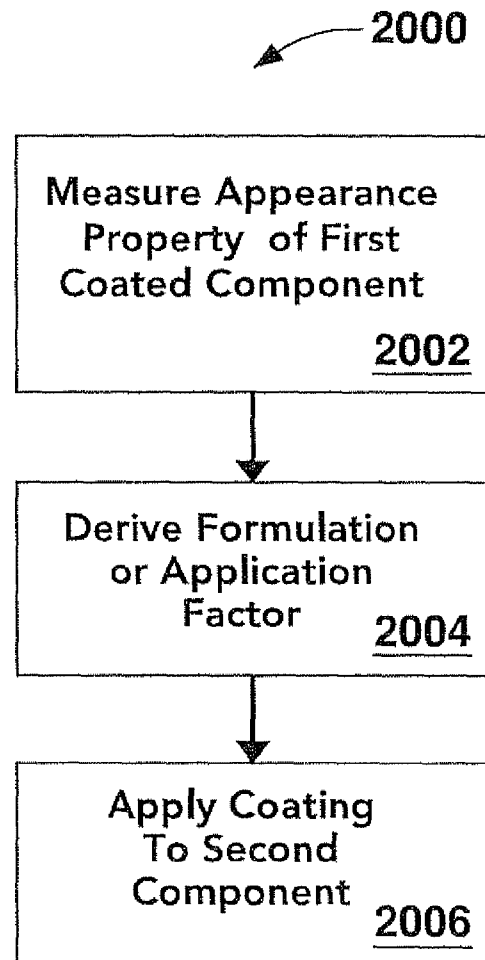 2000
Measure Appearance
Property of First
Coated Component
2002
Derive Formulation
or Application
Factor
2004
Apply Coating
To Second
Component
2006